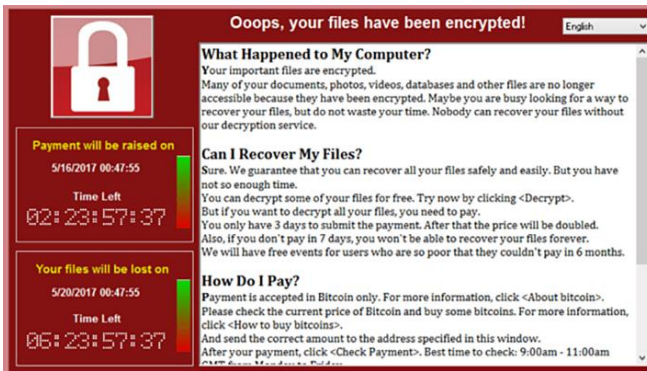 Ooops, your files have been encrypted!
English
What Happened to My Computer?
Your important files are encrypted.
Many of your documents, photos, videos, databases and other files are no longer
accessible because they have been encrypted. Maybe you are busy looking for a way to
recover your files, but do not waste your time. Nobody can recover your files without
our decryption service.
Can I Recover My Files?
Sure. We guarantee that you can recover all your files safely and easily. But you have
not so enough time.
You can decrypt some of your files for free. Try now by clicking <Decrypt>.
But if you want to decrypt all your files, you need to pay.
You only have 3 days to submit the payment. After that the price will be doubled.
Also, if you don't pay in 7 days, you won't be able to recover your files forever.
We will have free events for users who are so poor that they couldn't pay in 6 months.
How Do I Pay?
Payment is accepted in Bitcoin only. For more information, click <About bitcoin>.
Please check the current price of Bitcoin and buy some bitcoins. For more information,
click <How to buy bitcoins>.
And send the correct amount to the address specified in this window.
After your payment, click <Check Payment>. Best time to check: 9:00am - 11:00am
GMT from Monday to Friday
Payment will be raised on
5/16/2017 00:47:55
Time Left
02:23:57:37
Your files will be lost on
5/20/2017 00:47:55
Time Left
06:23:57:37